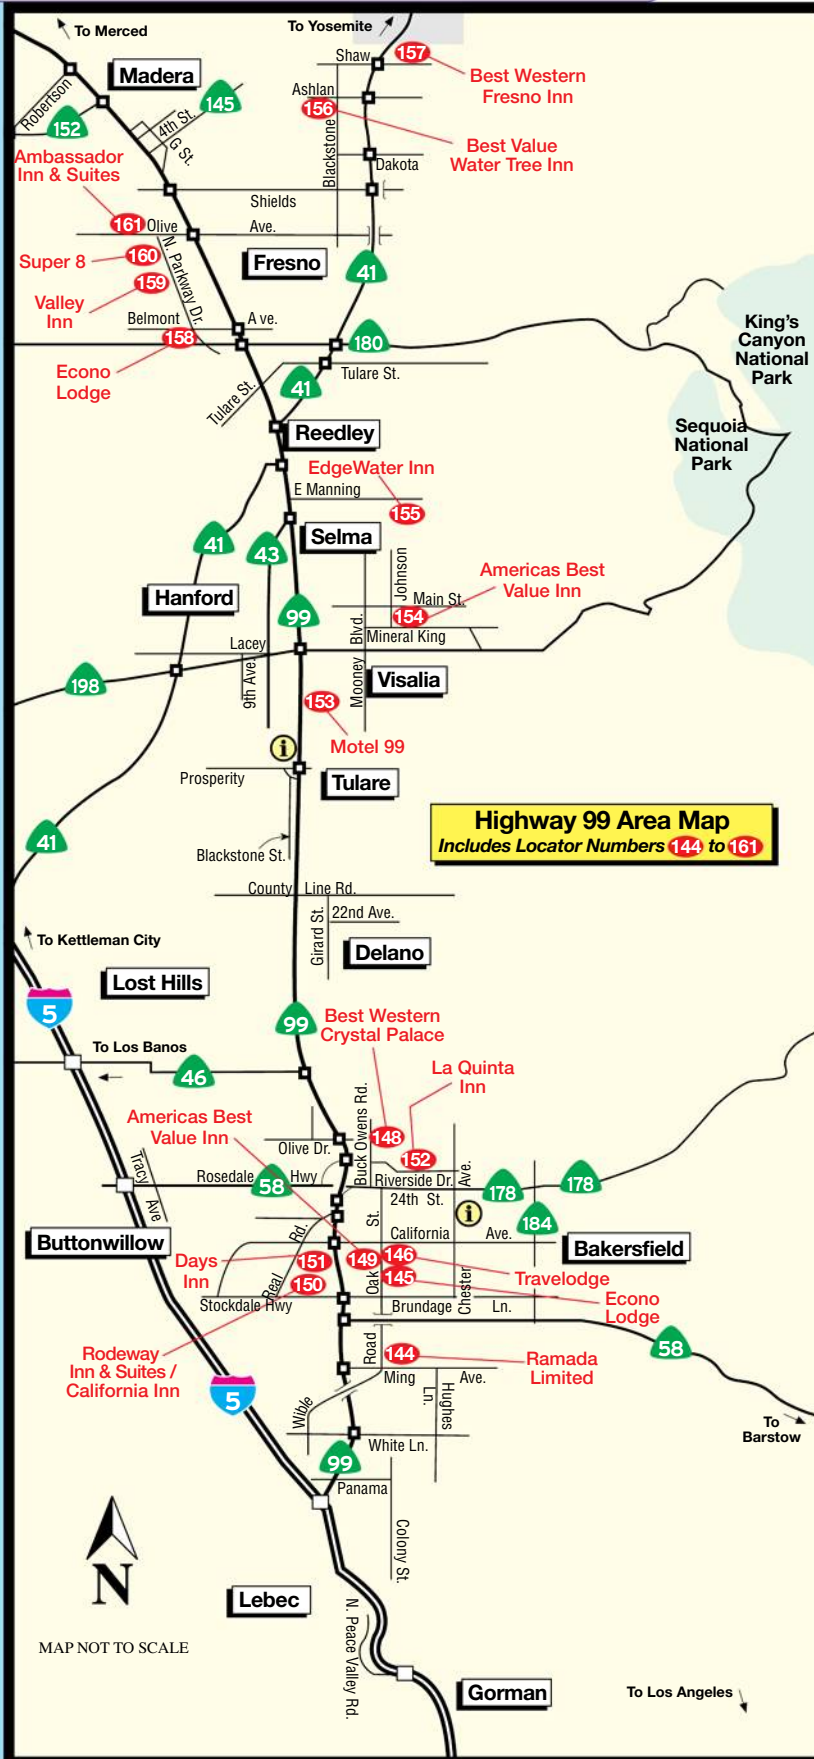 To Merced
To Yosemite
Shaw
157
Madera
Best Western
Fresno Inn
Robertson
145
Ashlan
156
4th St.
152
G St.
Blackstone
Best Value
Water Tree Inn
Ambassador
Inn & Suites
Dakota
Shields
161
Olive
Ave.
N. Parkway Dr.
Super 8
160
Fresno
41
159
Valley
Inn
Belmont
Ave.
158
180
King's
Canyon
National
Park
Econo
Lodge
Tulare St.
41
Tulare St.
Reedley
Sequoia
National
Park
EdgeWater Inn
E Manning
155
41
43
Selma
Johnson
Americas Best
Value Inn
Hanford
99
Main St.
154
Blvd.
Mineral King
Lacey
198
9th Ave.
Mooney
Visalia
153
Motel 99
i
Prosperity
Tulare
41
Blackstone St.
Highway 99 Area Map
Includes Locator Numbers 144 to 161
County Line Rd.
Girard St.
22nd Ave.
To Kettleman City
Delano
Lost Hills
5
99
Best Western
Crystal Palace
To Los Banos
46
La Quinta
Inn
Buck Owens Rd.
Americas Best
Value Inn
148
Olive Dr.
152
Tracy
Ave
Rosedale
58
Hwy
Riverside Dr.
Ave.
178
178
24th St.
i
184
St.
Rd.
California
Ave.
Buttonwillow
Bakersfield
Days
Inn
151
149
146
Travelodge
Real
150
Oak
145
Chester
Econo
Lodge
Stockdale Hwy
Brundage
Ln.
58
Rodeway
Inn & Suites /
California Inn
Road
144
Ramada
Limited
5
Ming
Ave.
Wible
Ln.
Hughes
To
Barstow
White Ln.
99
Panama
Colony St.
N
Lebec
MAP NOT TO SCALE
N. Peace Valley Rd.
Gorman
To Los Angeles